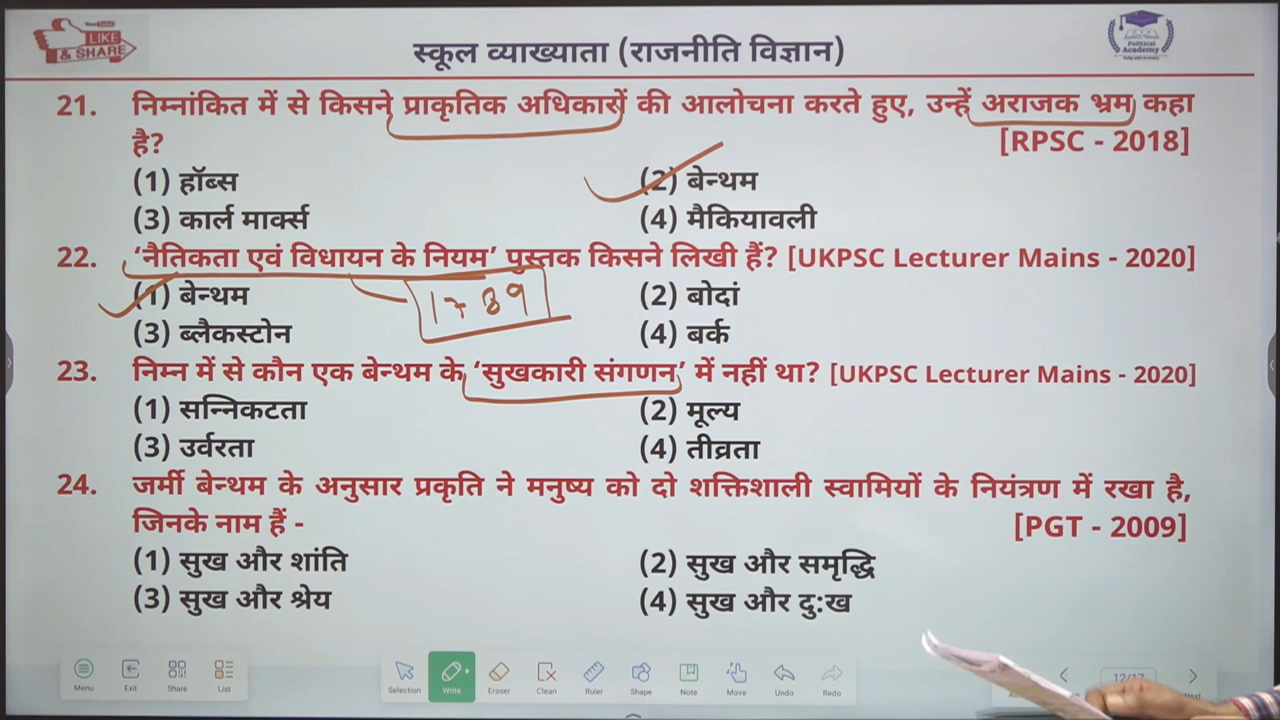 LIKE
& SHARE
स्कूल व्याख्याता (राजनीति विज्ञान)
Political
Academy
21. निम्नांकित में से किसने प्राकृतिक अधिकारों की आलोचना करते हुए, उन्हें अराजक भ्रम कहा
है? [RPSC - 2018]
(1) हॉब्स (2) बेन्थम
(3) कार्ल मार्क्स (4) मैकियावली
22. ‘नैतिकता एवं विधायन के नियम’ पुस्तक किसने लिखी हैं? [UKPSC Lecturer Mains - 2020]
(1) बेन्थम 1789 (2) बोदां
(3) ब्लैकस्टोन (4) बर्क
23. निम्न में से कौन एक बेन्थम के ‘सुखकारी संगणन’ में नहीं था? [UKPSC Lecturer Mains - 2020]
(1) सन्निकटता (2) मूल्य
(3) उर्वरता (4) तीव्रता
24. जर्मी बेन्थम के अनुसार प्रकृति ने मनुष्य को दो शक्तिशाली स्वामियों के नियंत्रण में रखा है,
जिनके नाम हैं - [PGT - 2009]
(1) सुख और शांति (2) सुख और समृद्धि
(3) सुख और श्रेय (4) सुख और दु:ख
Menu Exit Share List Selection Write Eraser Clean Ruler Shape Note Move Undo Redo 12/17